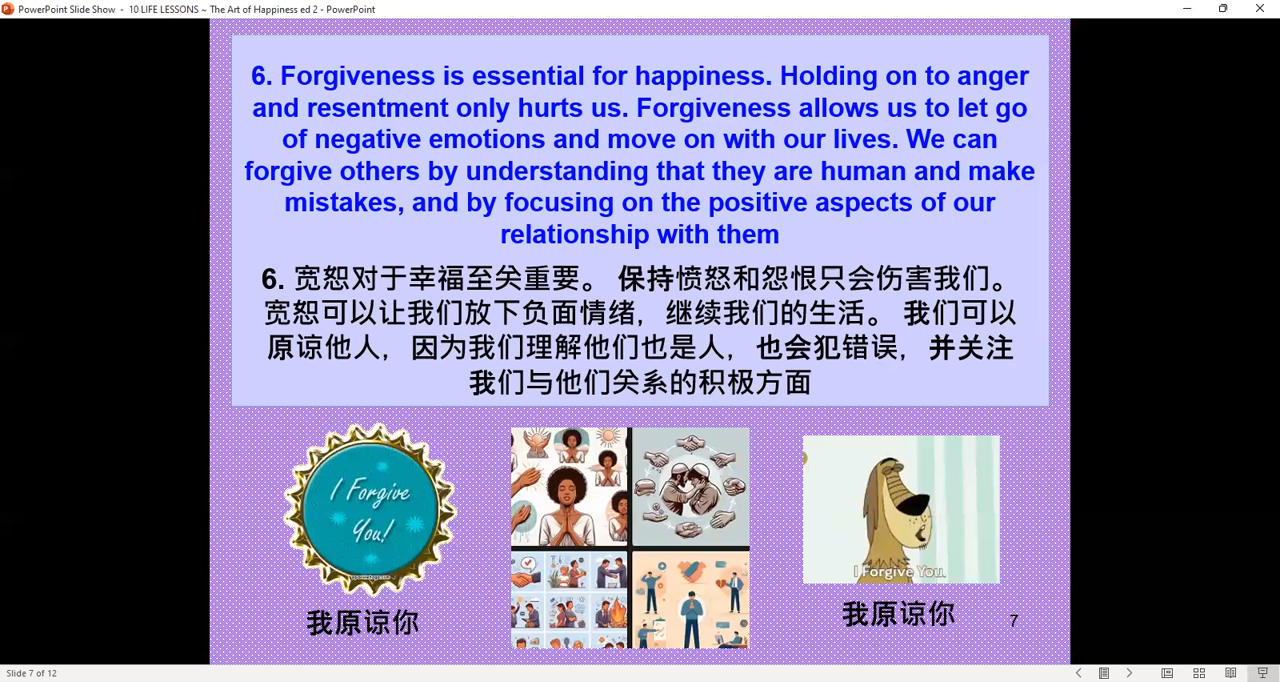 PowerPoint Slide Show - 10 LIFE LESSONS ~ The Art of Happiness ed 2 - PowerPoint
6. Forgiveness is essential for happiness. Holding on to anger
and resentment only hurts us. Forgiveness allows us to let go
of negative emotions and move on with our lives. We can
forgive others by understanding that they are human and make
mistakes, and by focusing on the positive aspects of our
relationship with them
6. 宽恕对于幸福至关重要。 保持愤怒和怨恨只会伤害我们。
宽恕可以让我们放下负面情绪，继续我们的生活。 我们可以
原谅他人，因为我们理解他们也是人，也会犯错误，并关注
我们与他们关系的积极方面
I Forgive
You!
I Forgive You.
我原谅你
我原谅你
7
Slide 7 of 12